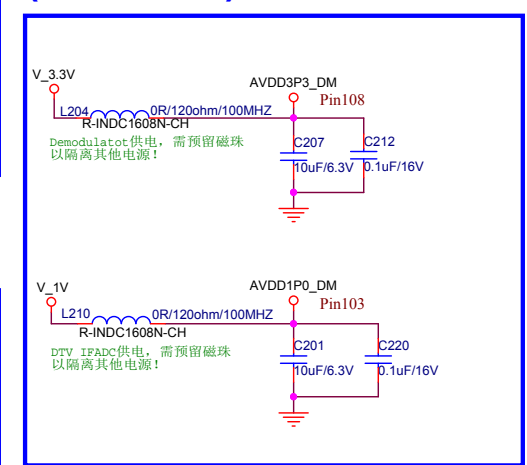 V_3.3V
AVDD3P3_DM
Pin108
L204
0R/120ohm/100MHZ
R-INDC1608N-CH
Demodulatot供电，需预留磁珠
以隔离其他电源！
C207
10uF/6.3V
C212
0.1uF/16V
V_1V
AVDD1P0_DM
Pin103
L210
0R/120ohm/100MHZ
R-INDC1608N-CH
DTV IFADC供电，需预留磁珠
以隔离其他电源！
C201
10uF/6.3V
C220
0.1uF/16V